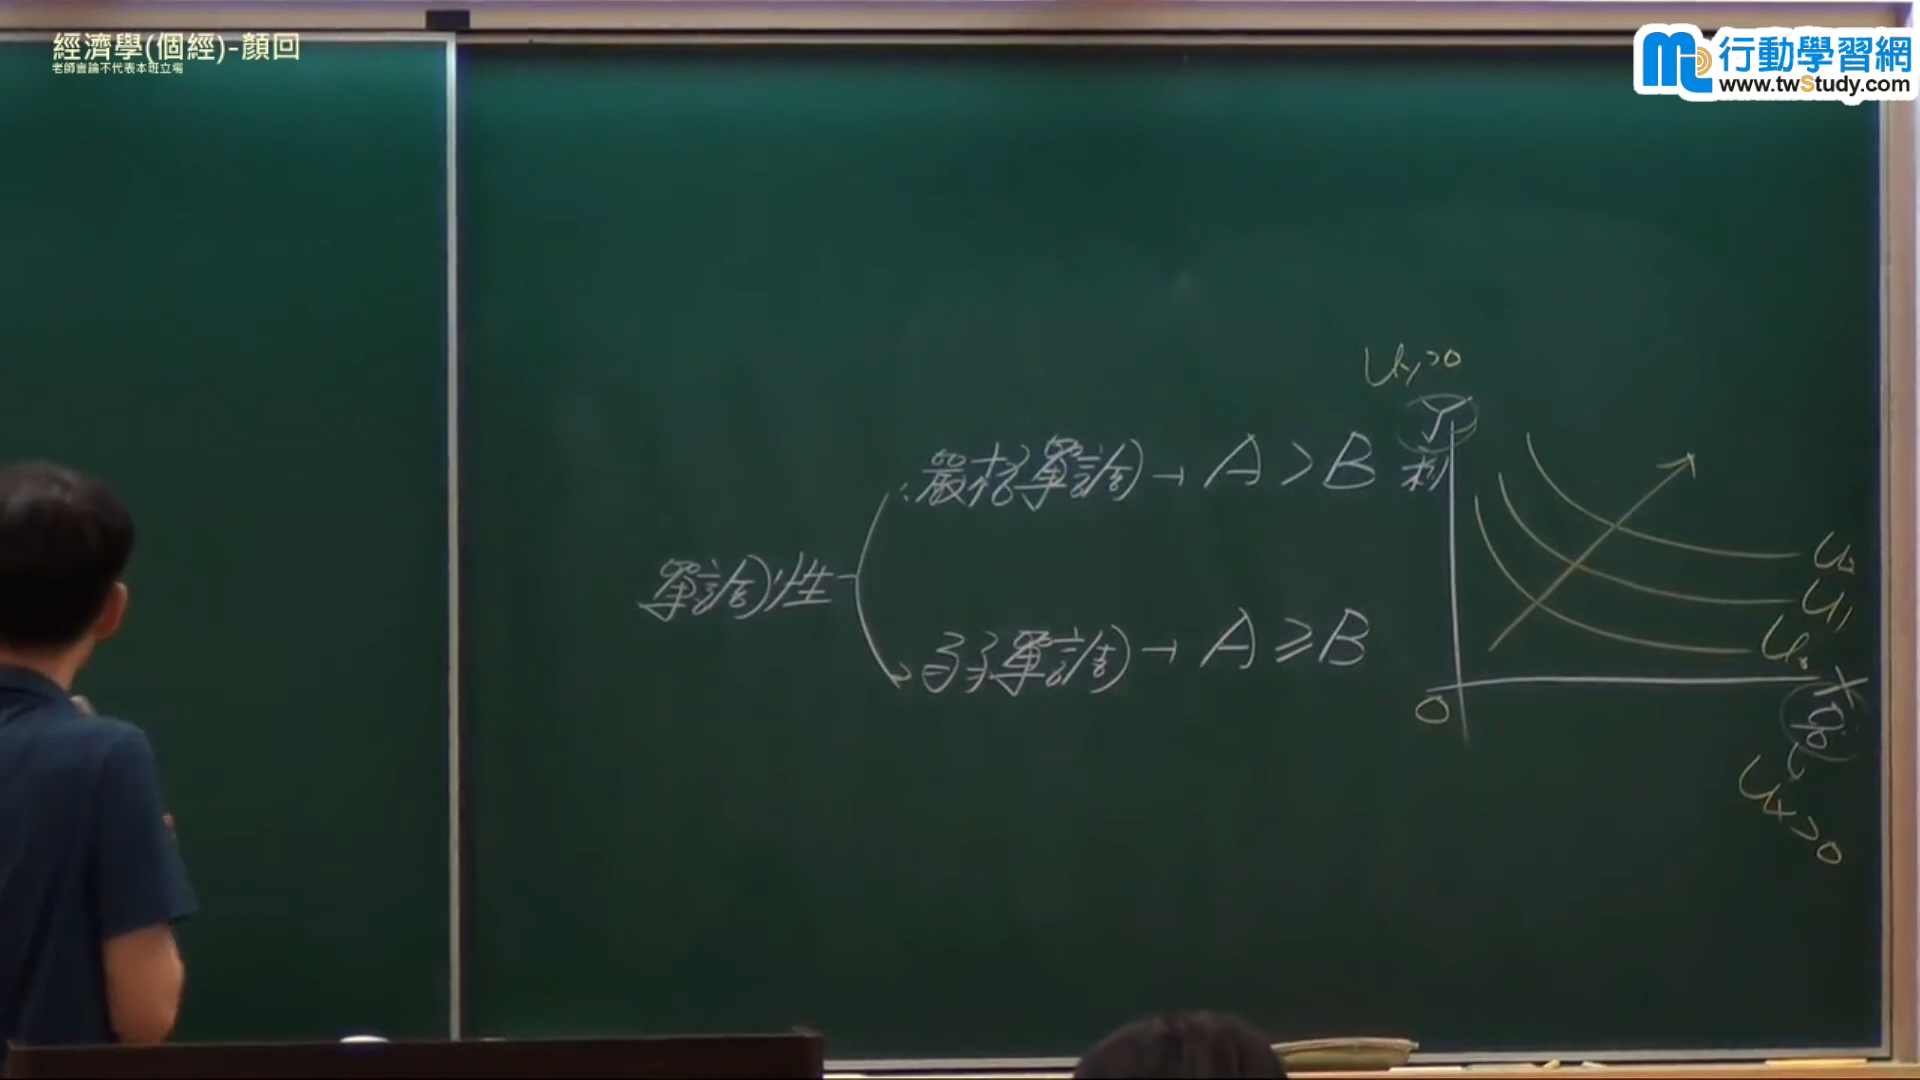 經濟學(個經)-顏回
老師言論不代表本班立場
行動學習網
www.twStudy.com
Uy>0
Y
嚴格單調→A>B
利
單調性
弱單調→A≥B
U2
U1
U0
0
X
Ux>0